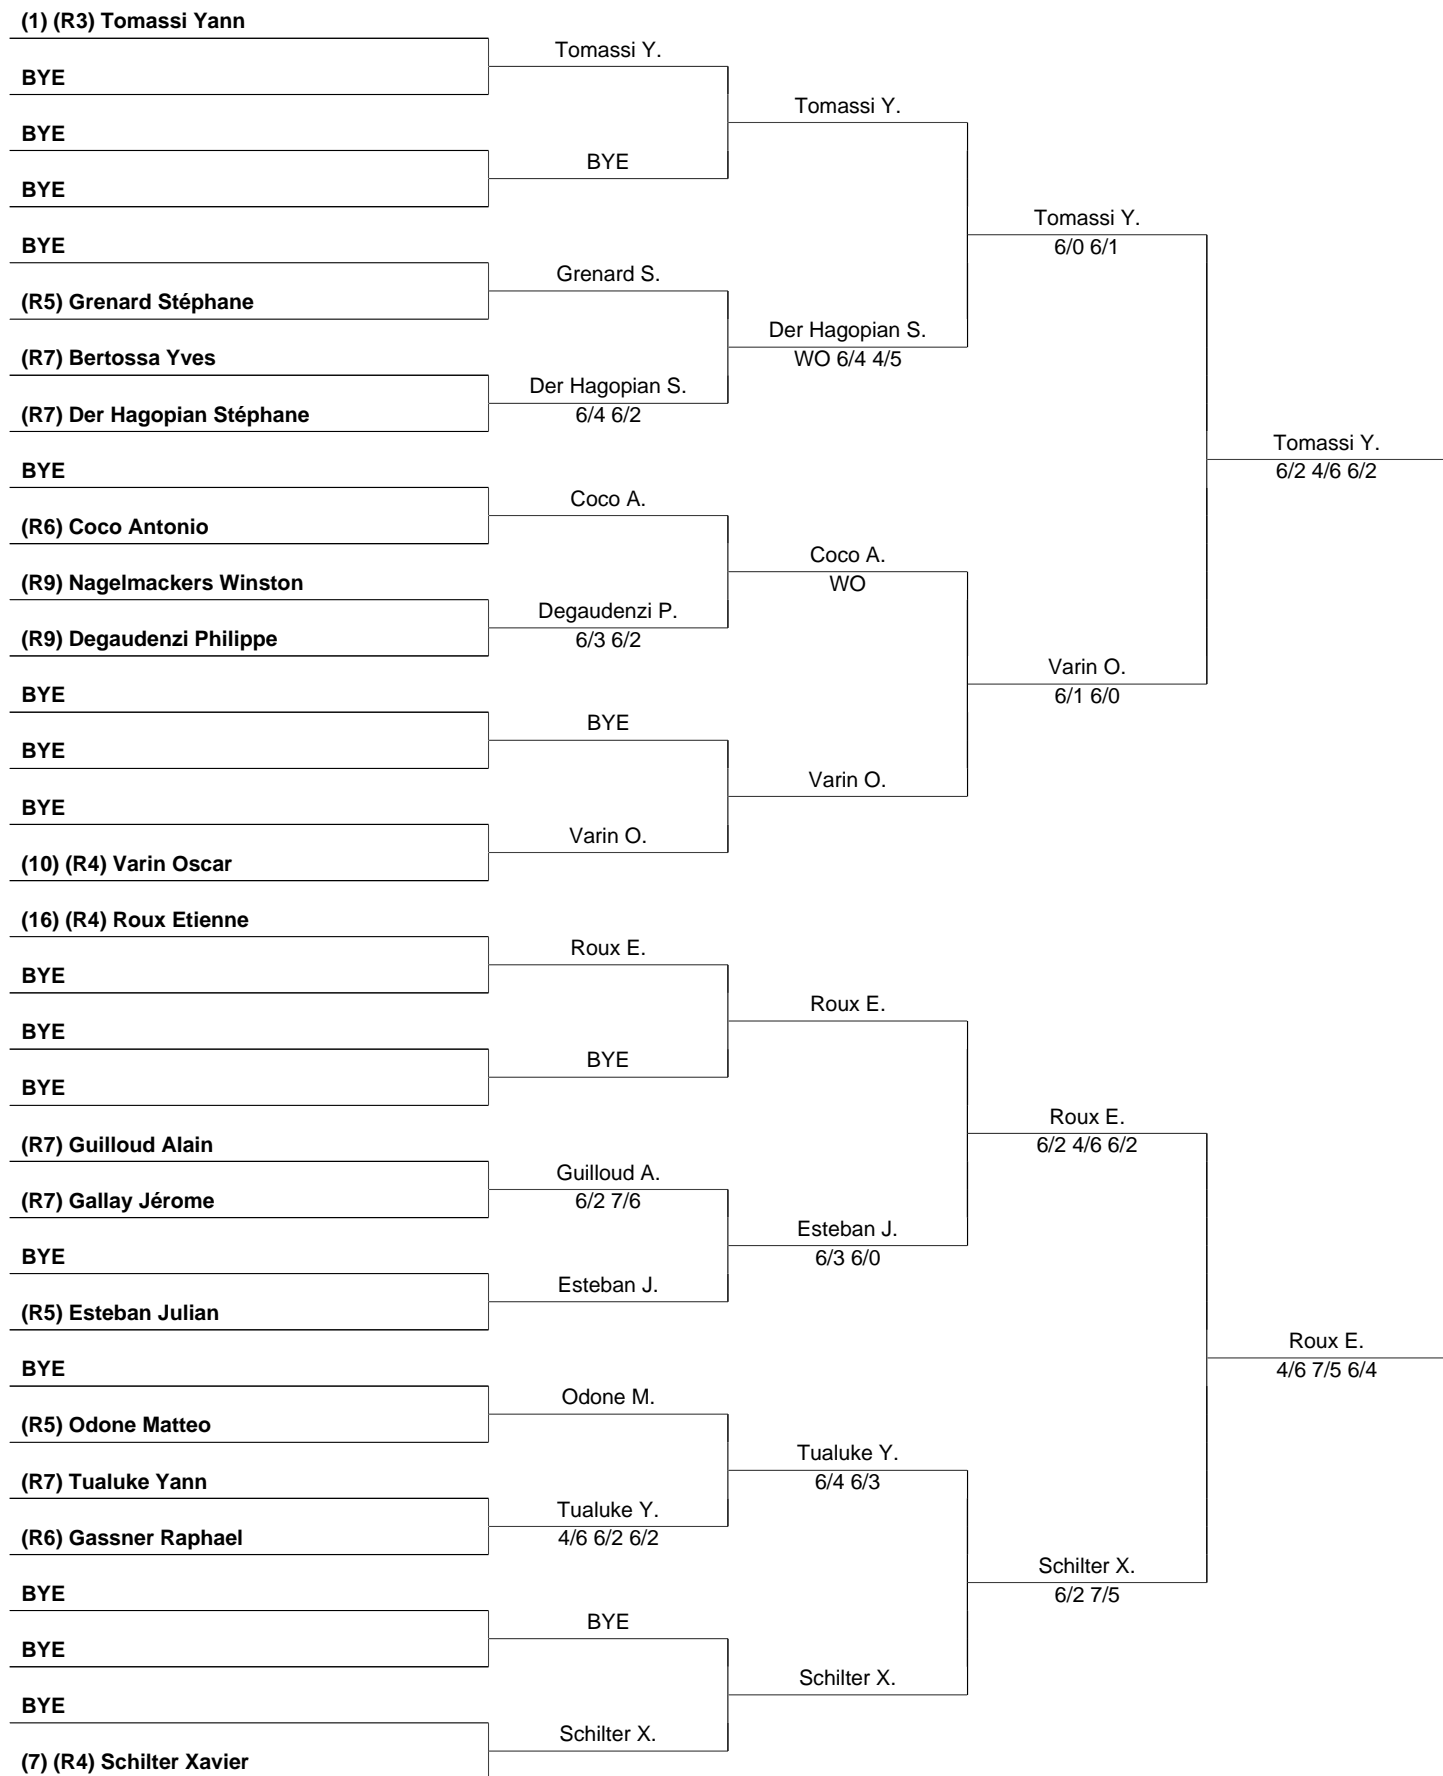 (1) (R3) Tomassi Yann
Tomassi Y.
BYE
Tomassi Y.
BYE
BYE
BYE
Tomassi Y.
6/0 6/1
BYE
Grenard S.
(R5) Grenard Stéphane
Der Hagopian S.
WO 6/4 4/5
(R7) Bertossa Yves
Der Hagopian S.
6/4 6/2
(R7) Der Hagopian Stéphane
Tomassi Y.
6/2 4/6 6/2
BYE
Coco A.
(R6) Coco Antonio
Coco A.
WO
(R9) Nagelmackers Winston
Degaudenzi P.
6/3 6/2
(R9) Degaudenzi Philippe
Varin O.
6/1 6/0
BYE
BYE
BYE
Varin O.
BYE
Varin O.
(10) (R4) Varin Oscar
(16) (R4) Roux Etienne
Roux E.
BYE
Roux E.
BYE
BYE
BYE
Roux E.
6/2 4/6 6/2
(R7) Guilloud Alain
Guilloud A.
6/2 7/6
(R7) Gallay Jérome
Esteban J.
6/3 6/0
BYE
Esteban J.
(R5) Esteban Julian
Roux E.
4/6 7/5 6/4
BYE
Odone M.
(R5) Odone Matteo
Tualuke Y.
6/4 6/3
(R7) Tualuke Yann
Tualuke Y.
4/6 6/2 6/2
(R6) Gassner Raphael
Schilter X.
6/2 7/5
BYE
BYE
BYE
Schilter X.
BYE
Schilter X.
(7) (R4) Schilter Xavier